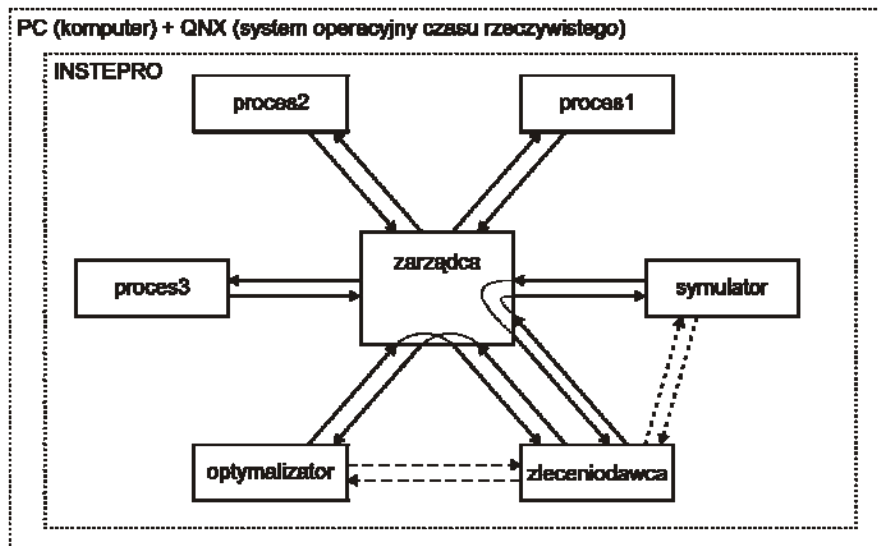 PC (komputer) + QNX (system operacyjny czasu rzeczywistego)
INSTEPRO
proces2
proces1
zarządca
proces3
symulator
optymalizator
zleceniodawca